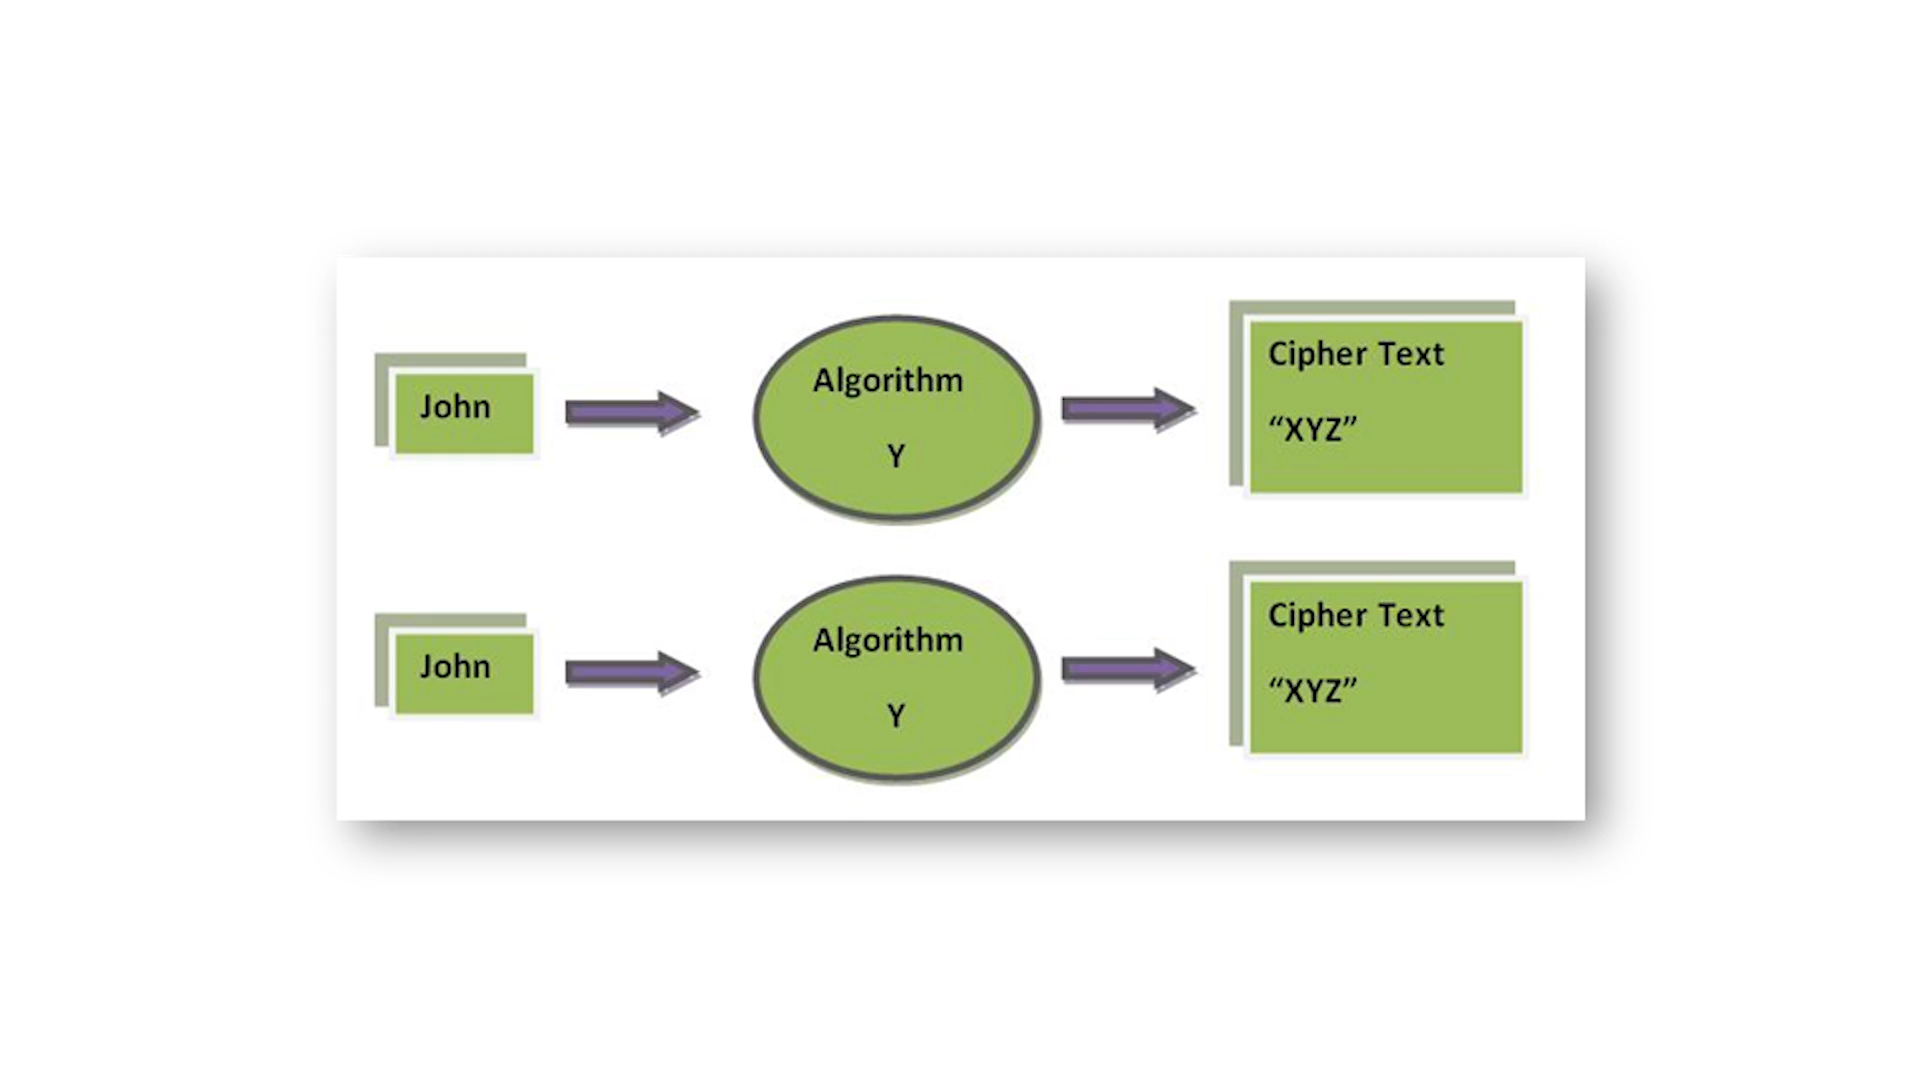 John
Algorithm
Y
Cipher Text
“XYZ”
John
Algorithm
Y
Cipher Text
“XYZ”